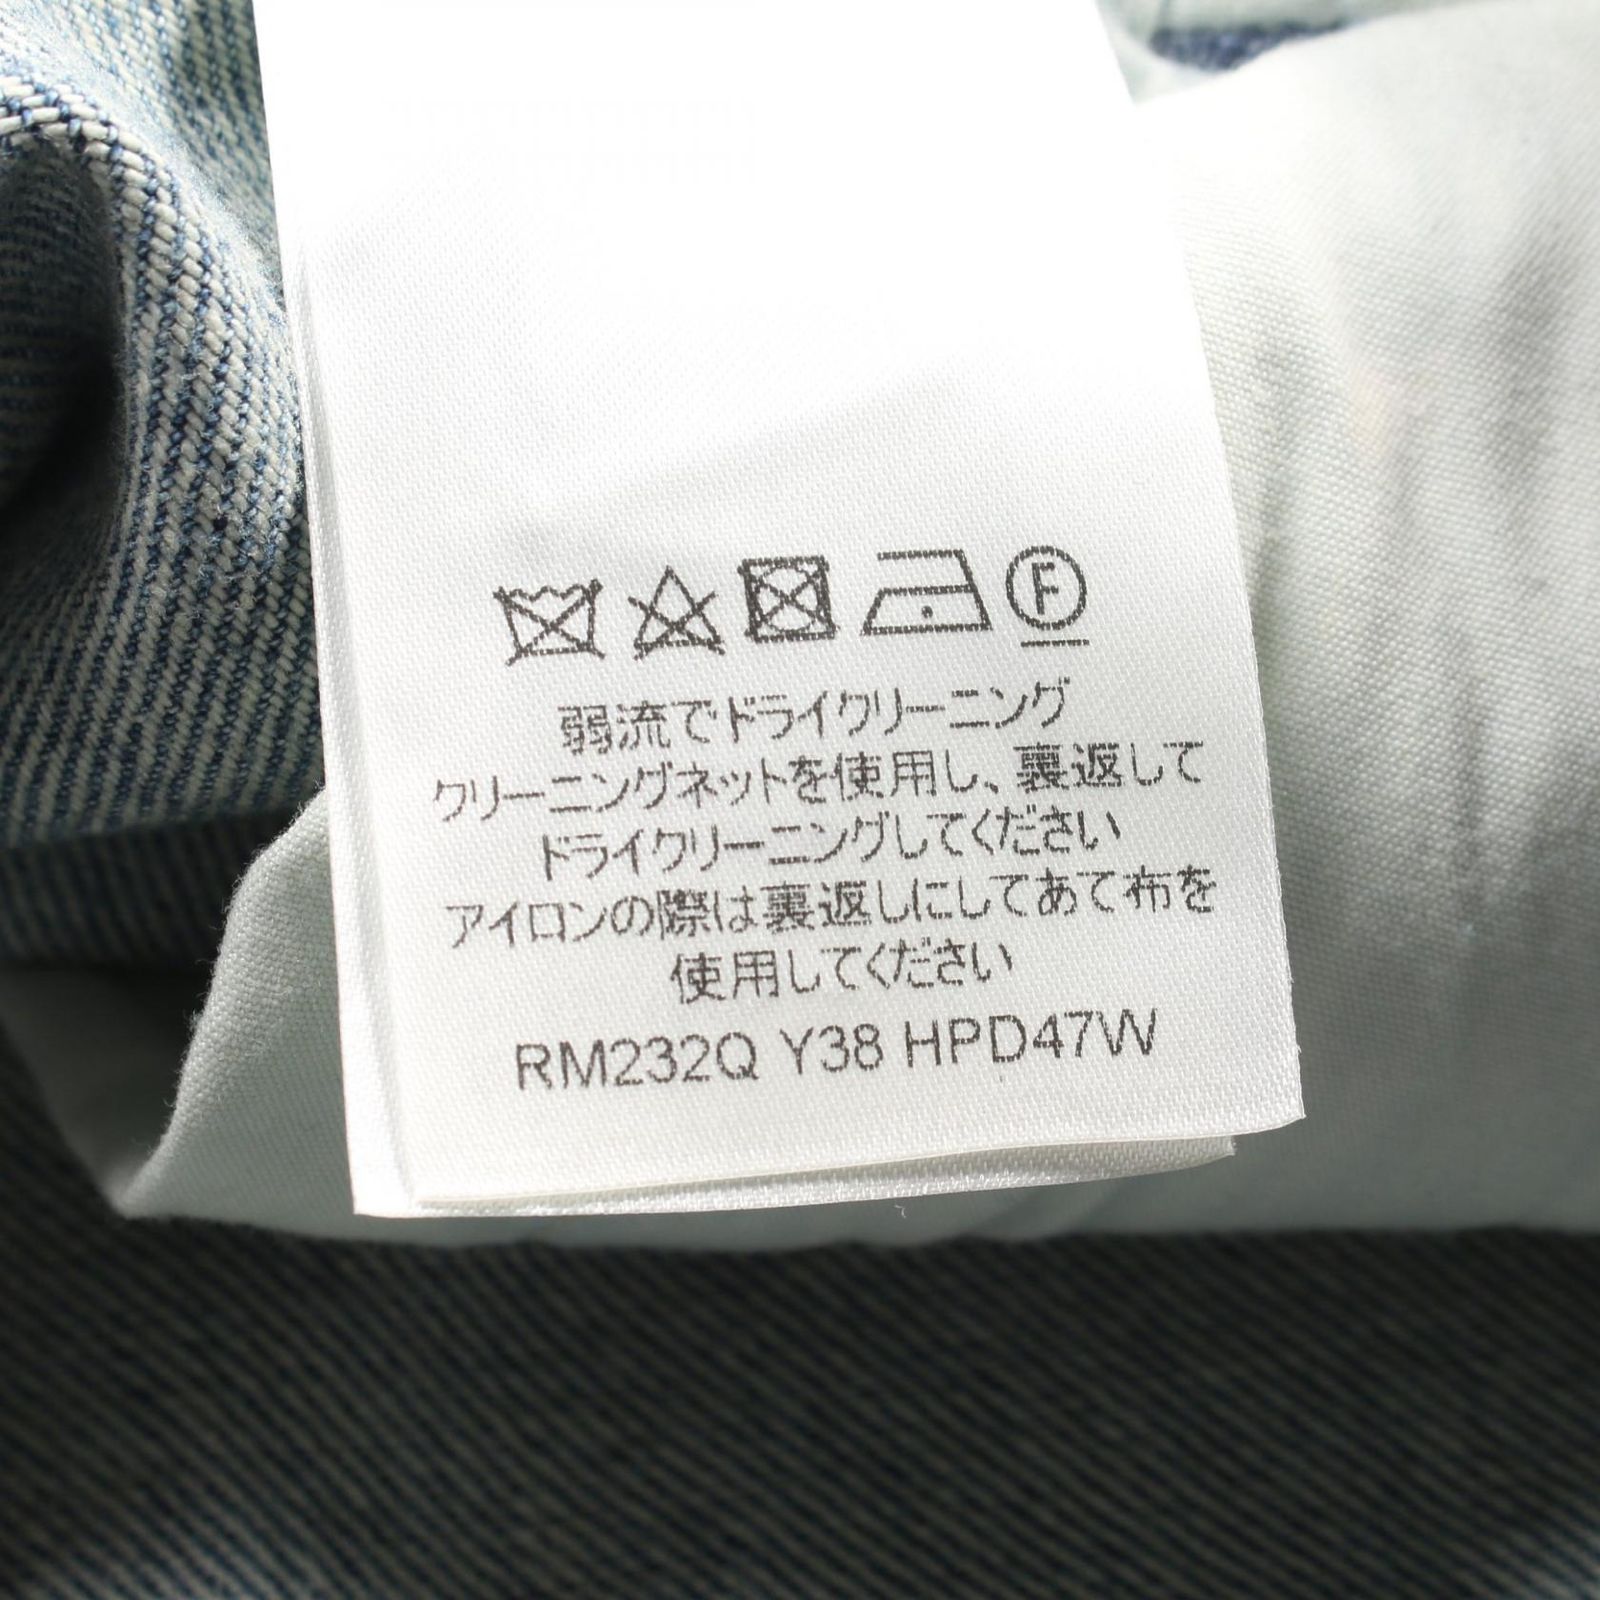 F
弱流でドライクリーニング
クリーニングネットを使用し、裏返して
ドライクリーニングしてください
アイロンの際は裏返しにしてあて布を
使用してください
RM232Q Y38 HPD47W